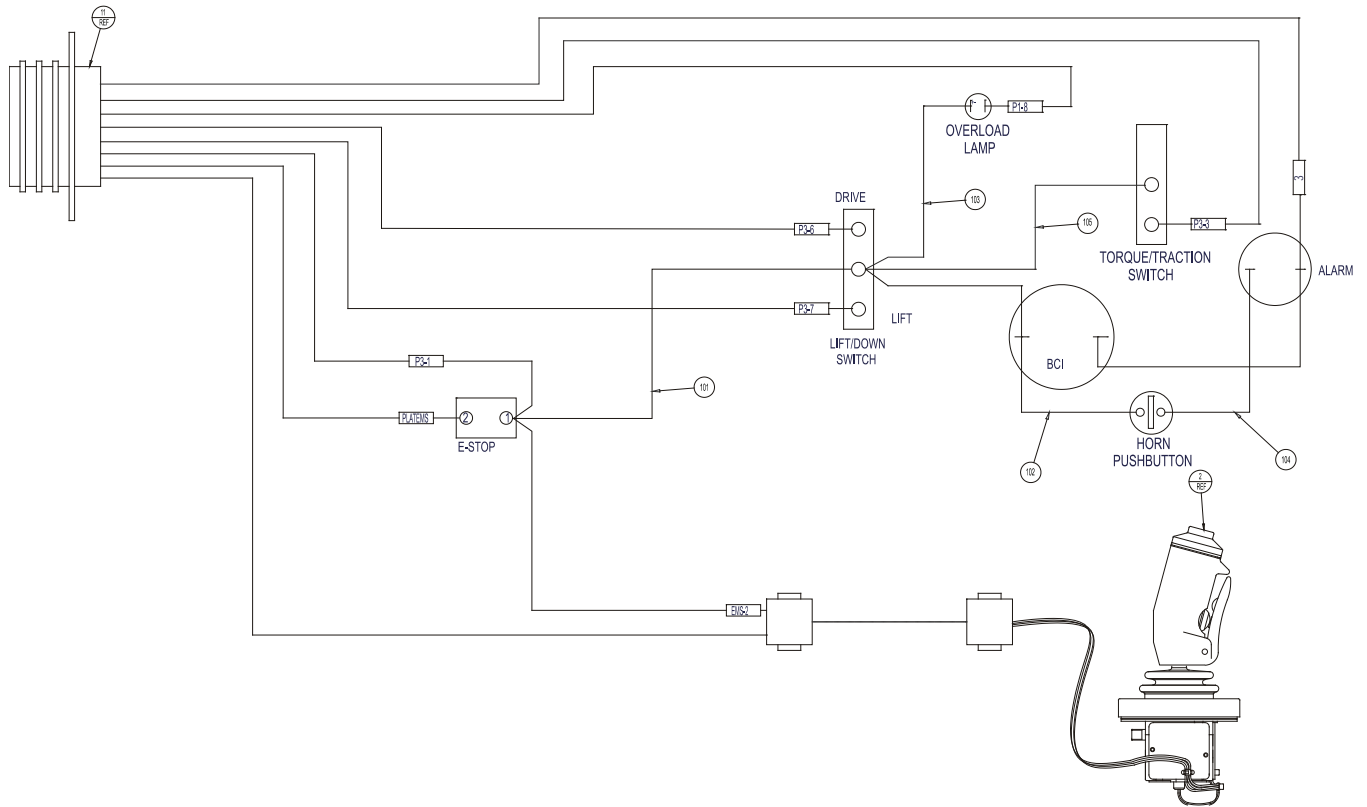 11
REF
P1-8
OVERLOAD
LAMP
3
DRIVE
103
P3-6
105
P3-3
TORQUE/TRACTION
SWITCH
ALARM
P3-7
LIFT
LIFT/DOWN
SWITCH
BCI
P3-1
101
PLATEMS
2
1
E-STOP
102
HORN
PUSHBUTTON
104
2
REF
EMS-2